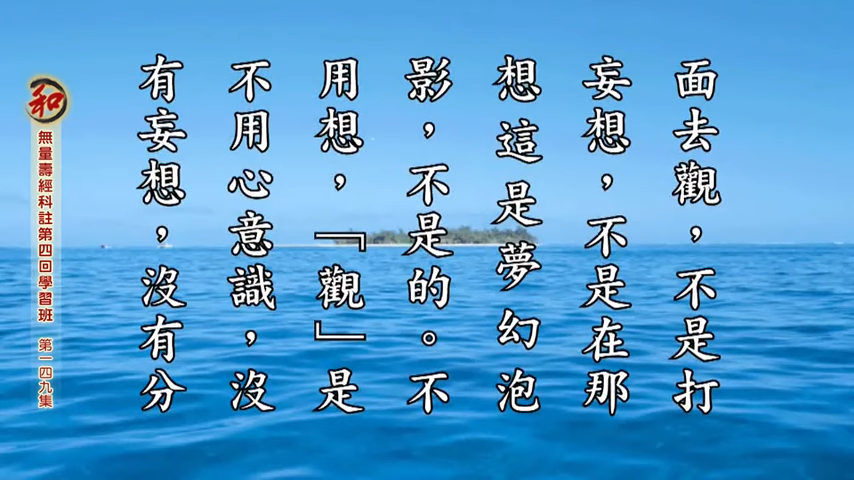 面去觀，不是打
妄想，不是在那
想這是夢幻泡
影，不是的。不
用想，『觀』是
不用心意識，沒
有妄想，沒有分
和
無量壽經科註第四回學習班 第一四九集